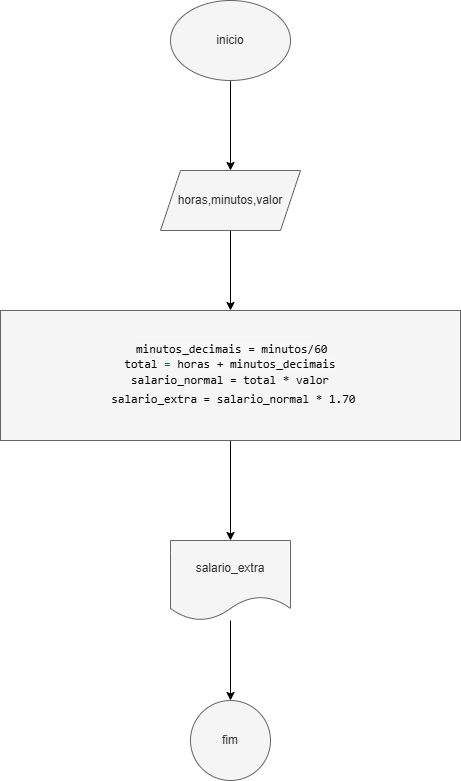 inicio
horas,minutos,valor
minutos_decimais = minutos/60
total = horas + minutos_decimais
salario_normal = total * valor
salario_extra = salario_normal * 1.70
salario_extra
fim